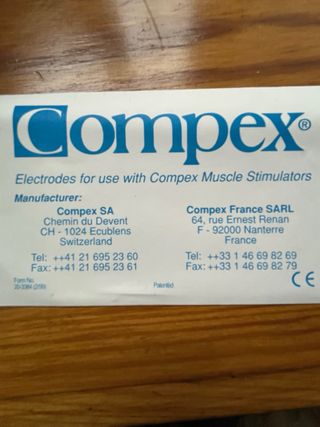 Compex®
Electrodes for use with Compex Muscle Stimulators
Manufacturer:
Compex SA
Chemin du Devent
CH - 1024 Ecublens
Switzerland
Tel: ++41 21 695 23 60
Fax: ++41 21 695 23 61
Compex France SARL
64, rue Ernest Renan
F - 92000 Nanterre
France
Tel: ++33 1 46 69 82 69
Fax: ++33 1 46 69 82 79
Form No.
Patented
CE